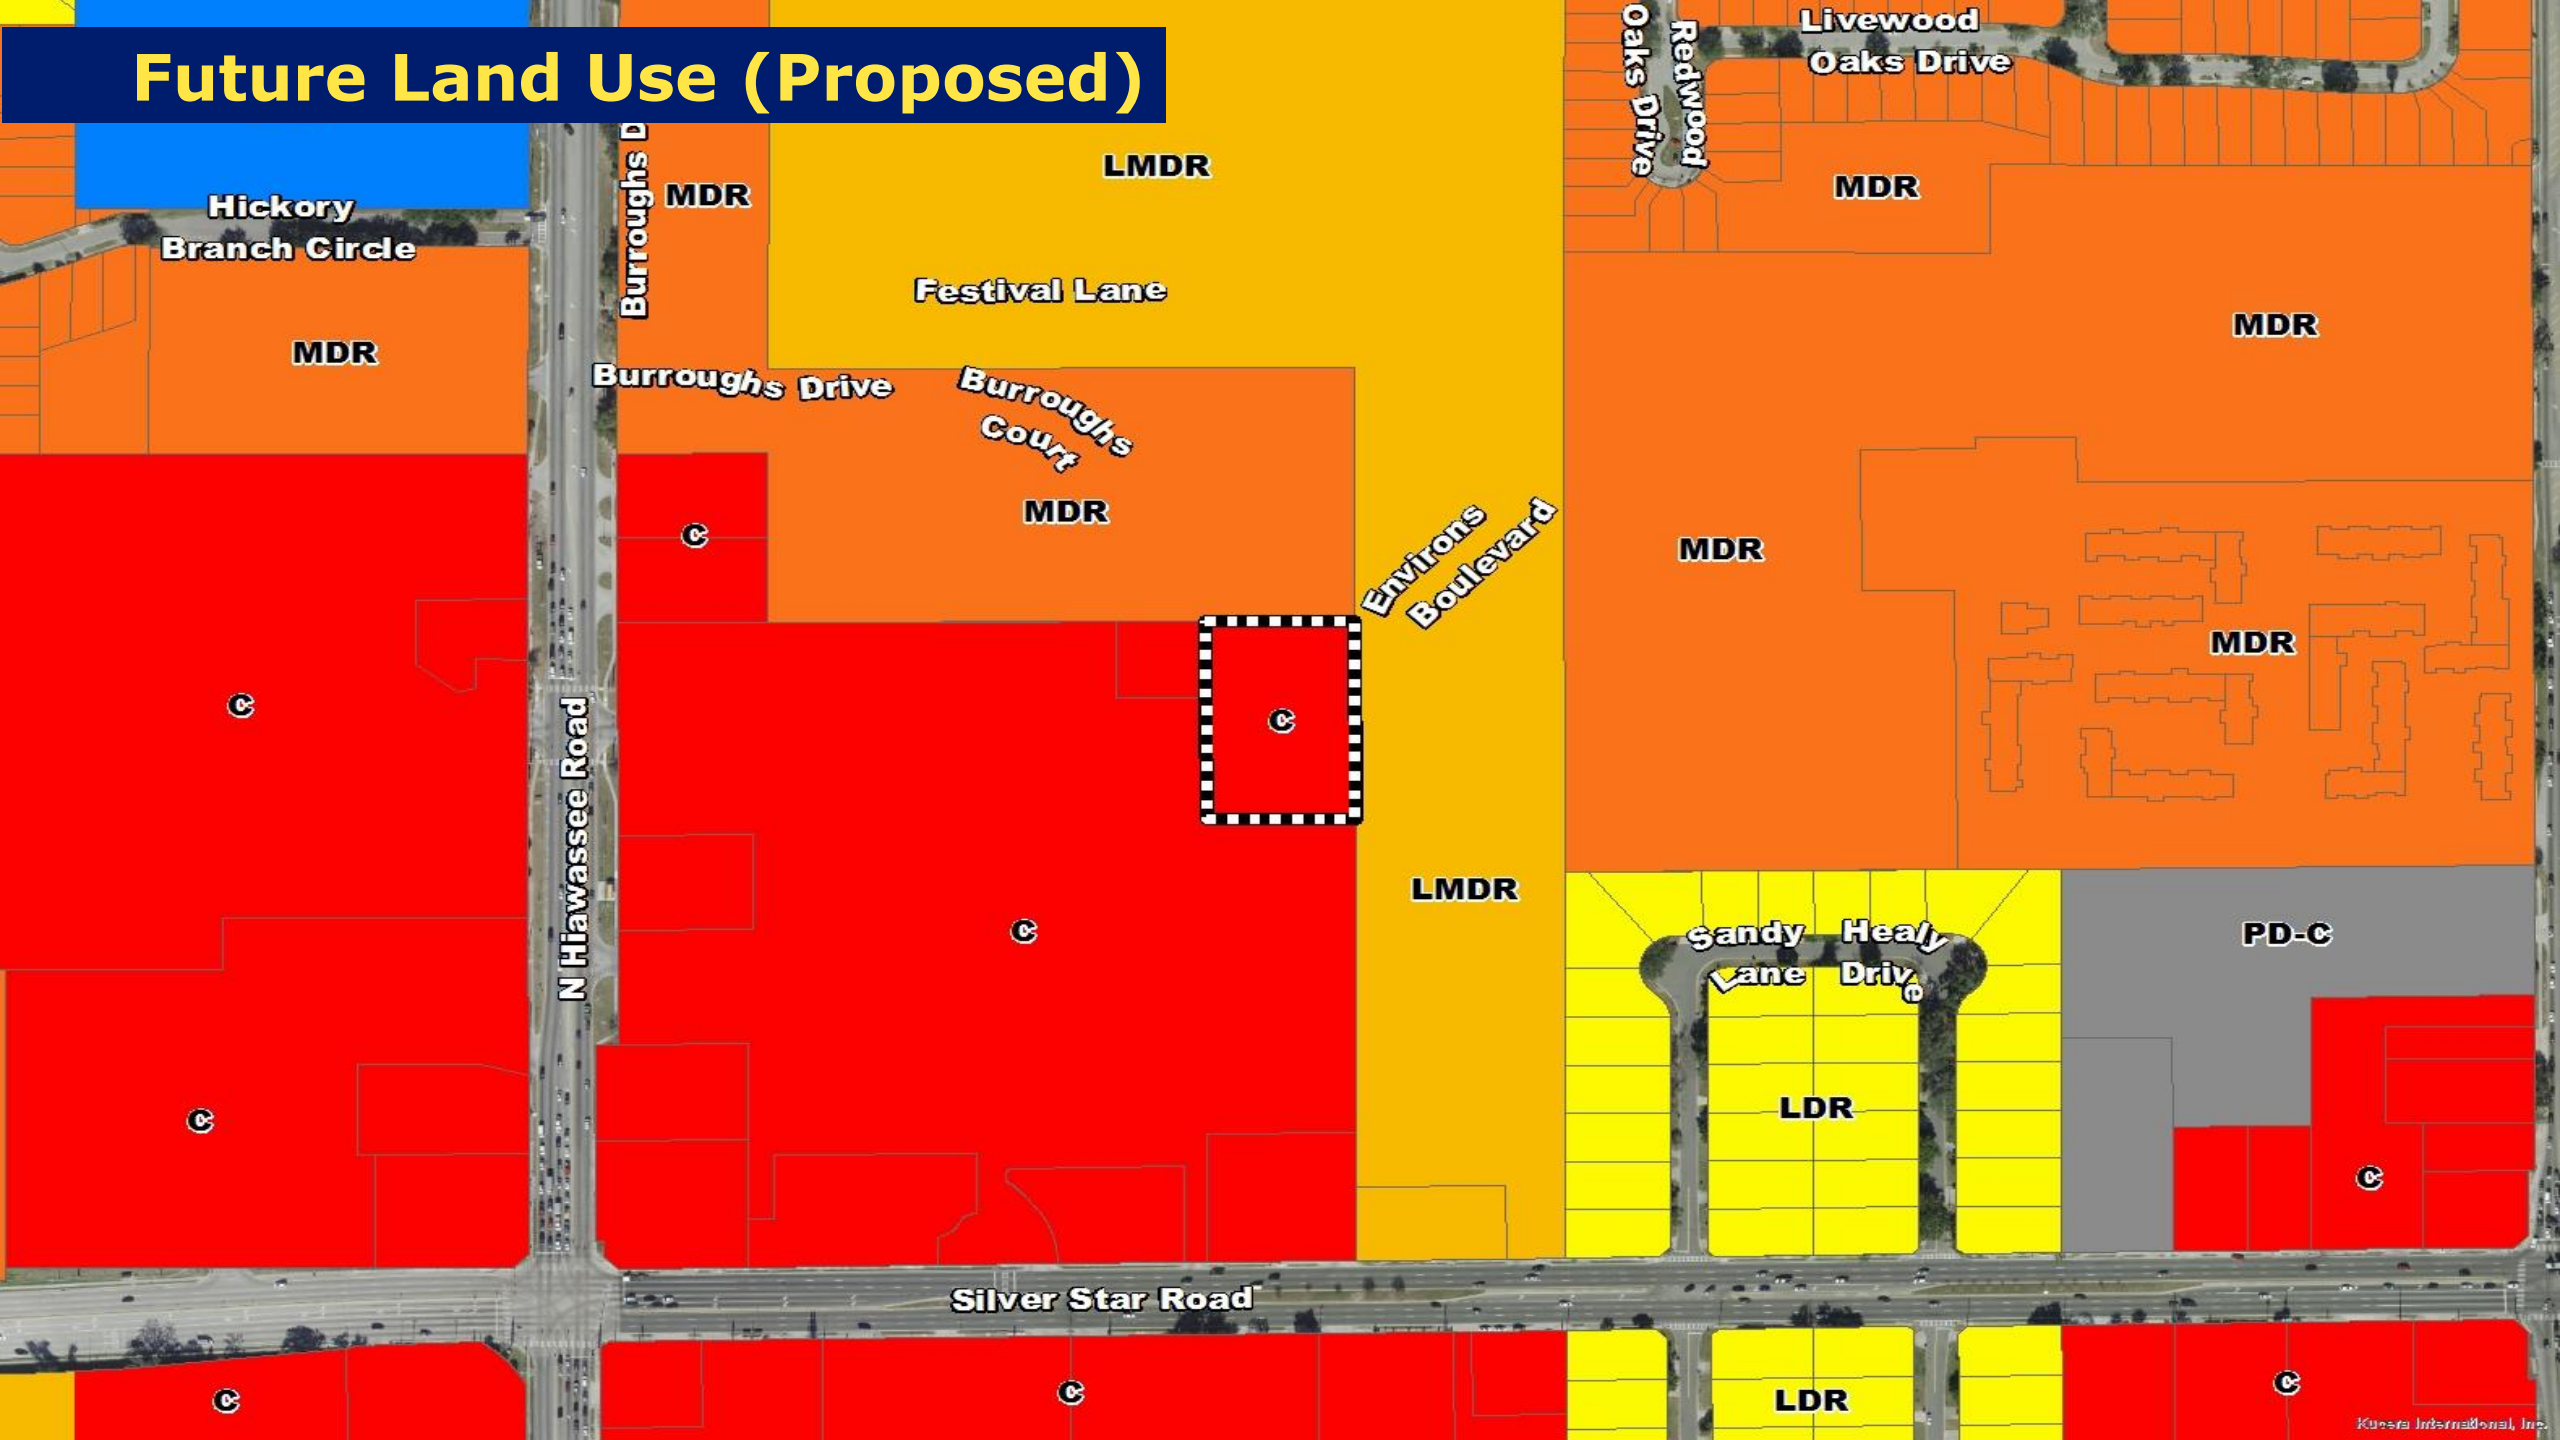 Future Land Use (Proposed)
Livewood
Oaks Drive
Redwood
Oaks Drive
Hickory
Branch Circle
Burroughs D
MDR
LMDR
MDR
Festival Lane
MDR
MDR
Burroughs Drive
Burroughs
Court
MDR
C
Environs
Boulevard
MDR
MDR
C
C
N Hiawassee Road
LMDR
C
Sandy
Lane
Healy
Drive
PD-C
C
LDR
C
Silver Star Road
C
C
LDR
C
Kucera International, Inc.